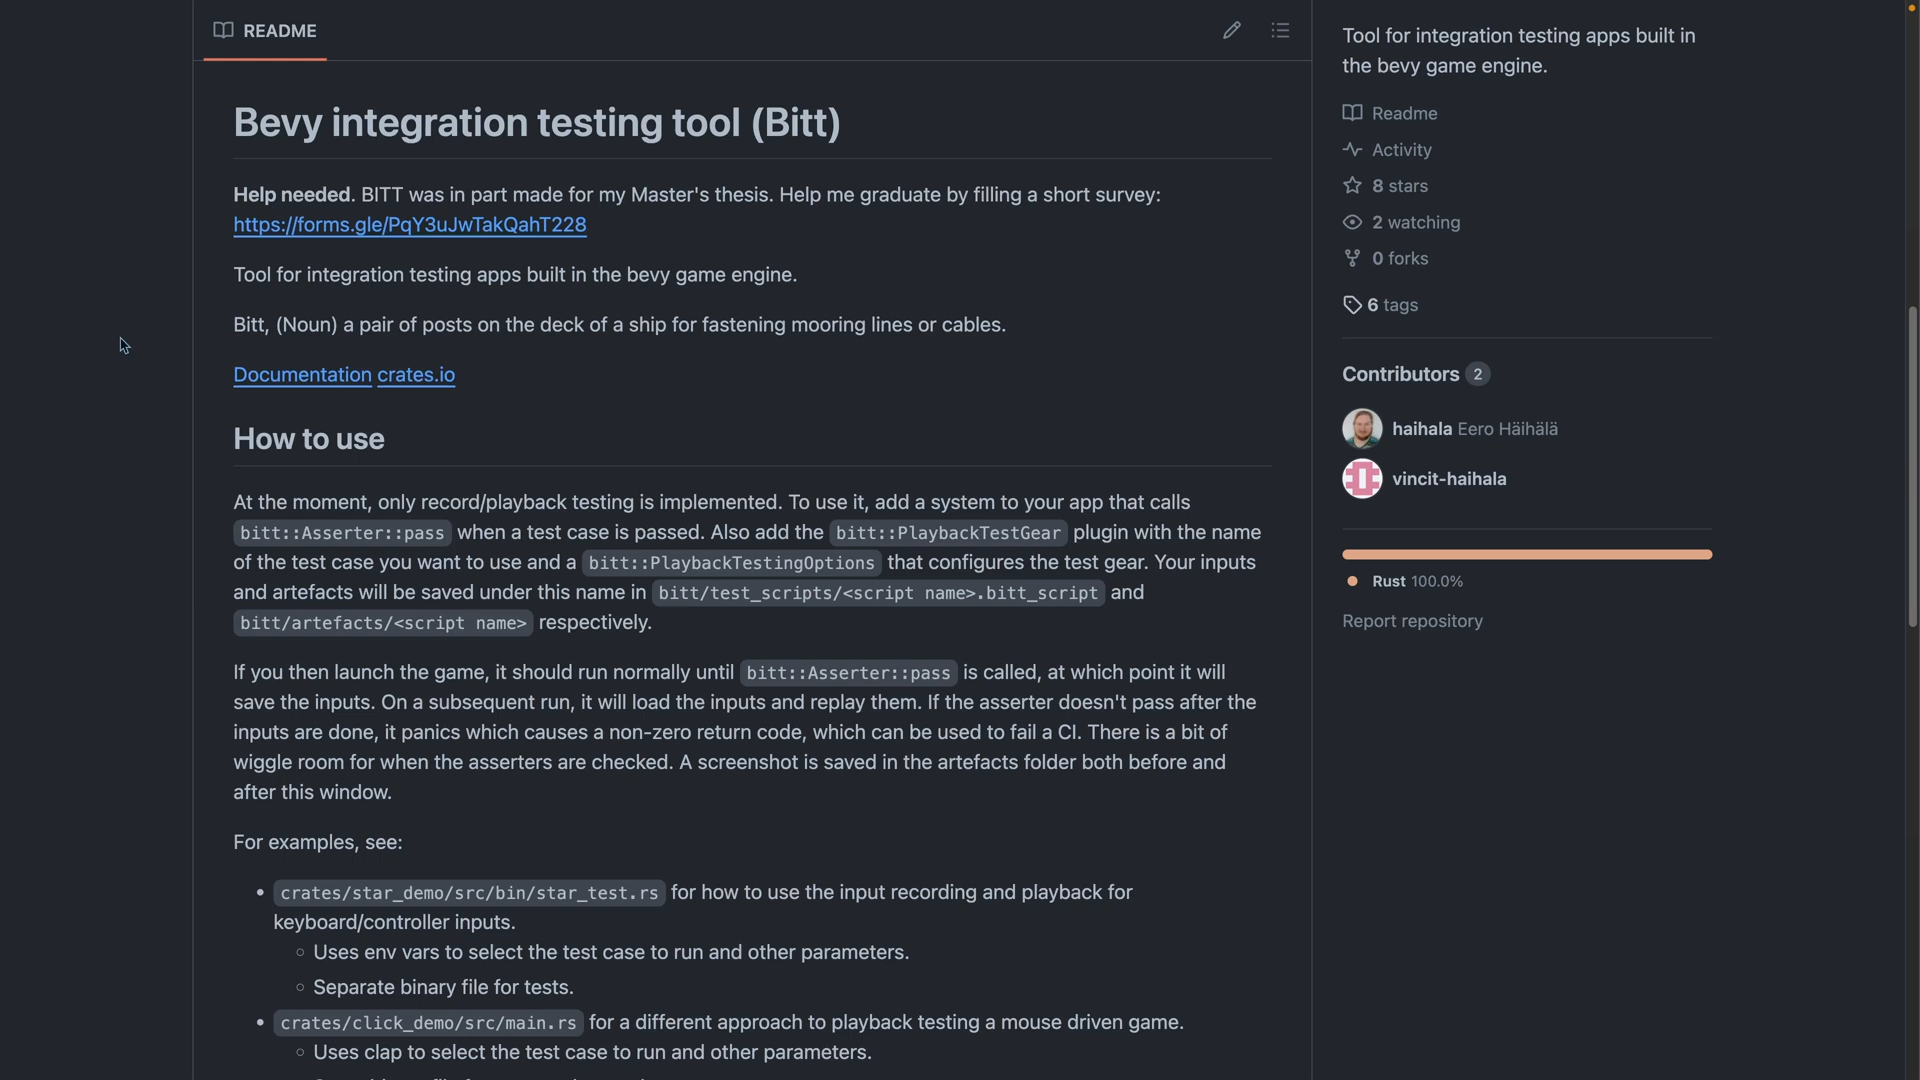 README
Bevy integration testing tool (Bitt)
Help needed. BITT was in part made for my Master's thesis. Help me graduate by filling a short survey:
https://forms.gle/PqY3uJwTakQahT228
Tool for integration testing apps built in the bevy game engine.
Bitt, (Noun) a pair of posts on the deck of a ship for fastening mooring lines or cables.
Documentation crates.io
How to use
At the moment, only record/playback testing is implemented. To use it, add a system to your app that calls
bitt::Asserter::pass when a test case is passed. Also add the bitt::PlaybackTestGear plugin with the name
of the test case you want to use and a bitt::PlaybackTestingOptions that configures the test gear. Your inputs
and artefacts will be saved under this name in bitt/test_scripts/<script name>.bitt_script and
bitt/artefacts/<script name> respectively.
If you then launch the game, it should run normally until bitt::Asserter::pass is called, at which point it will
save the inputs. On a subsequent run, it will load the inputs and replay them. If the asserter doesn't pass after the
inputs are done, it panics which causes a non-zero return code, which can be used to fail a CI. There is a bit of
wiggle room for when the asserters are checked. A screenshot is saved in the artefacts folder both before and
after this window.
For examples, see:
• crates/star_demo/src/bin/star_test.rs for how to use the input recording and playback for
keyboard/controller inputs.
◦ Uses env vars to select the test case to run and other parameters.
◦ Separate binary file for tests.
• crates/click_demo/src/main.rs for a different approach to playback testing a mouse driven game.
◦ Uses clap to select the test case to run and other parameters.
Tool for integration testing apps built in
the bevy game engine.
Readme
Activity
8 stars
2 watching
0 forks
6 tags
Contributors 2
haihala Eero Häihälä
vincit-haihala
Rust 100.0%
Report repository